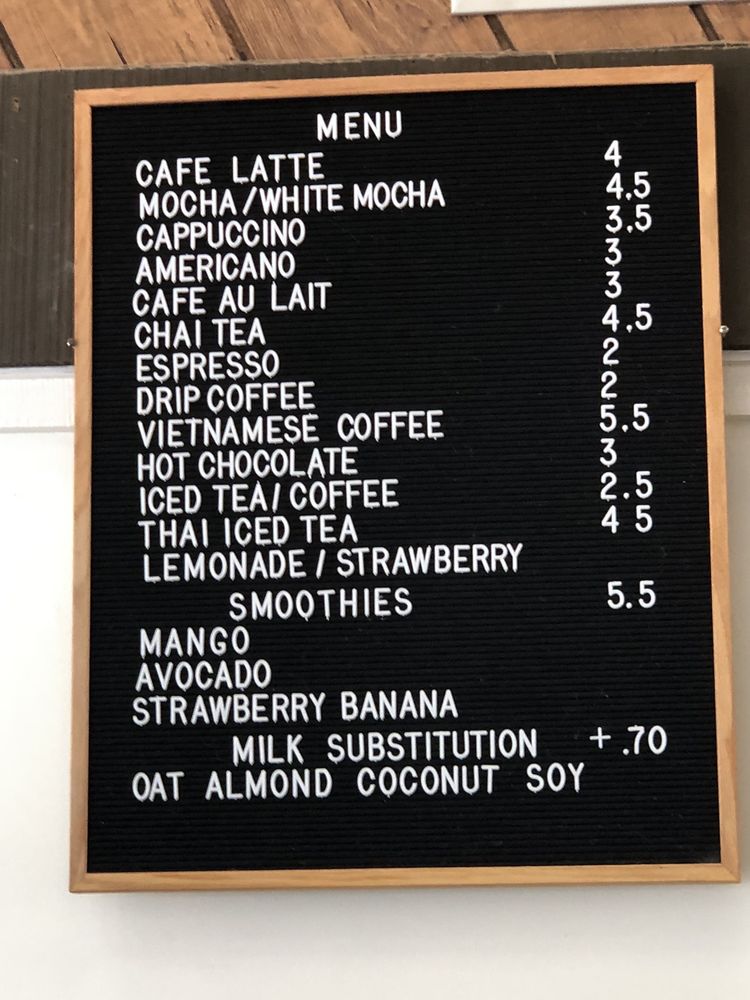 MENU
CAFE LATTE 4
MOCHA/WHITE MOCHA 4.5
CAPPUCCINO 3.5
AMERICANO 3
CAFE AU LAIT 3
CHAI TEA 4.5
ESPRESSO 2
DRIP COFFEE 2
VIETNAMESE COFFEE 5.5
HOT CHOCOLATE 3
ICED TEA/COFFEE 2.5
THAI ICED TEA 4 5
LEMONADE/STRAWBERRY
SMOOTHIES 5.5
MANGO
AVOCADO
STRAWBERRY BANANA
MILK SUBSTITUTION +.70
OAT ALMOND COCONUT SOY